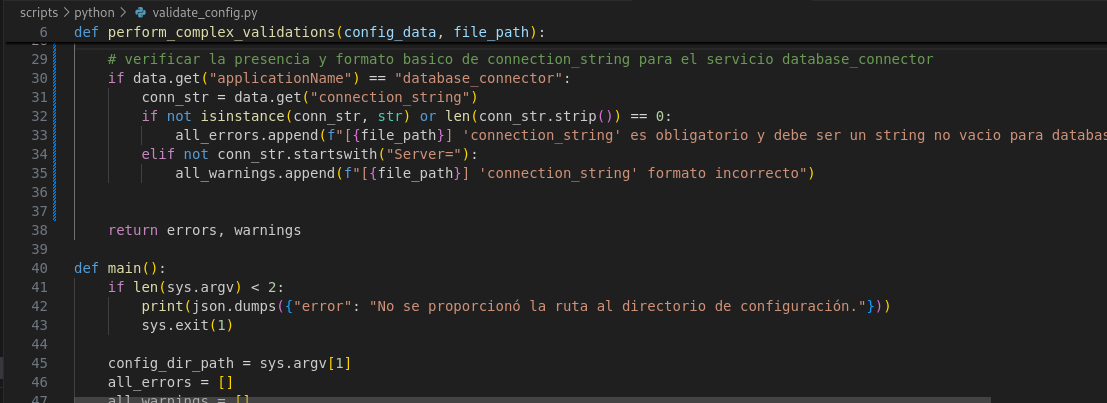 scripts > python > validate_config.py
6 def perform_complex_validations(config_data, file_path):
29 # verificar la presencia y formato basico de connection_string para el servicio database_connector
30 if data.get("applicationName") == "database_connector":
31 conn_str = data.get("connection_string")
32 if not isinstance(conn_str, str) or len(conn_str.strip()) == 0:
33 all_errors.append(f"[{file_path}] 'connection_string' es obligatorio y debe ser un string no vacio para databas
34 elif not conn_str.startswith("Server="):
35 all_warnings.append(f"[{file_path}] 'connection_string' formato incorrecto")
36
37
38 return errors, warnings
39
40 def main():
41 if len(sys.argv) < 2:
42 print(json.dumps({"error": "No se proporcionó la ruta al directorio de configuración."}))
43 sys.exit(1)
44
45 config_dir_path = sys.argv[1]
46 all_errors = []
47 all_warnings = []